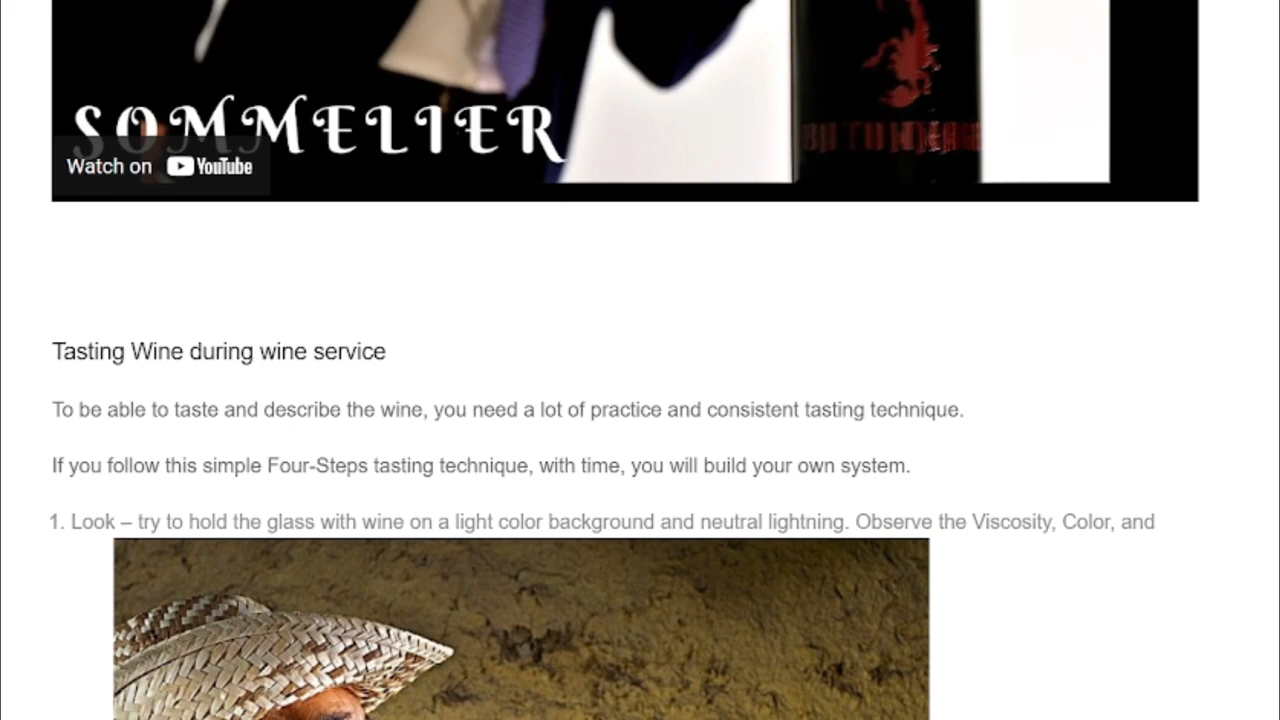 SOMMELIER
Watch on YouTube
Tasting Wine during wine service
To be able to taste and describe the wine, you need a lot of practice and consistent tasting technique.
If you follow this simple Four-Steps tasting technique, with time, you will build your own system.
1. Look – try to hold the glass with wine on a light color background and neutral lightning. Observe the Viscosity, Color, and